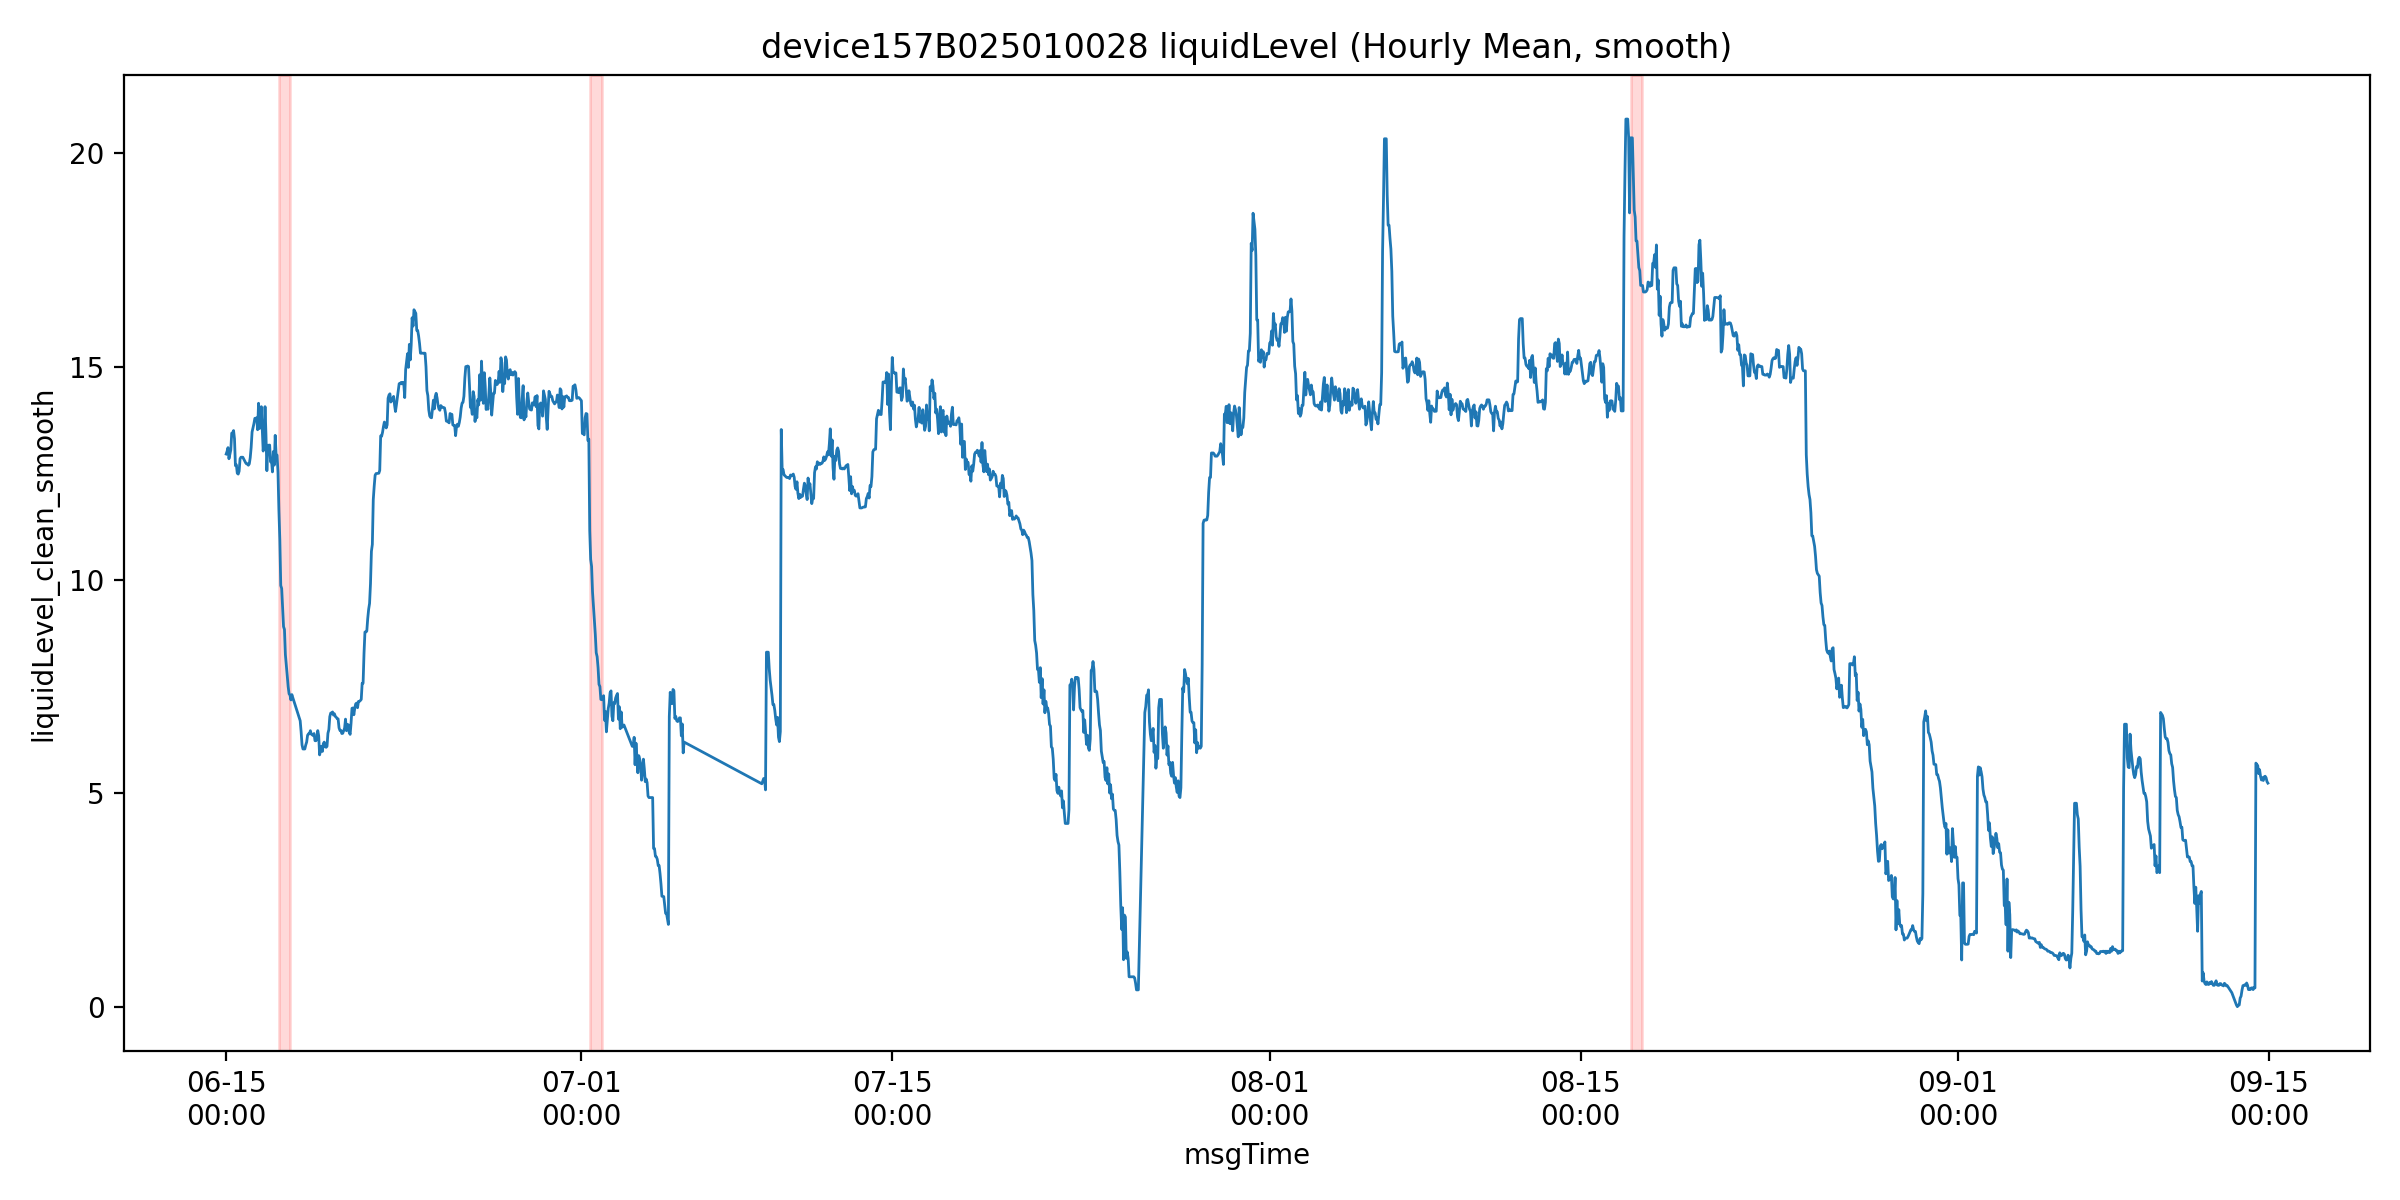 device157B025010028 liquidLevel (Hourly Mean, smooth)
liquidLevel_clean_smooth
20
15
10
5
0
06-15 07-01 07-15 08-01 08-15 09-01 09-15
00:00 00:00 00:00 00:00 00:00 00:00 00:00
msgTime